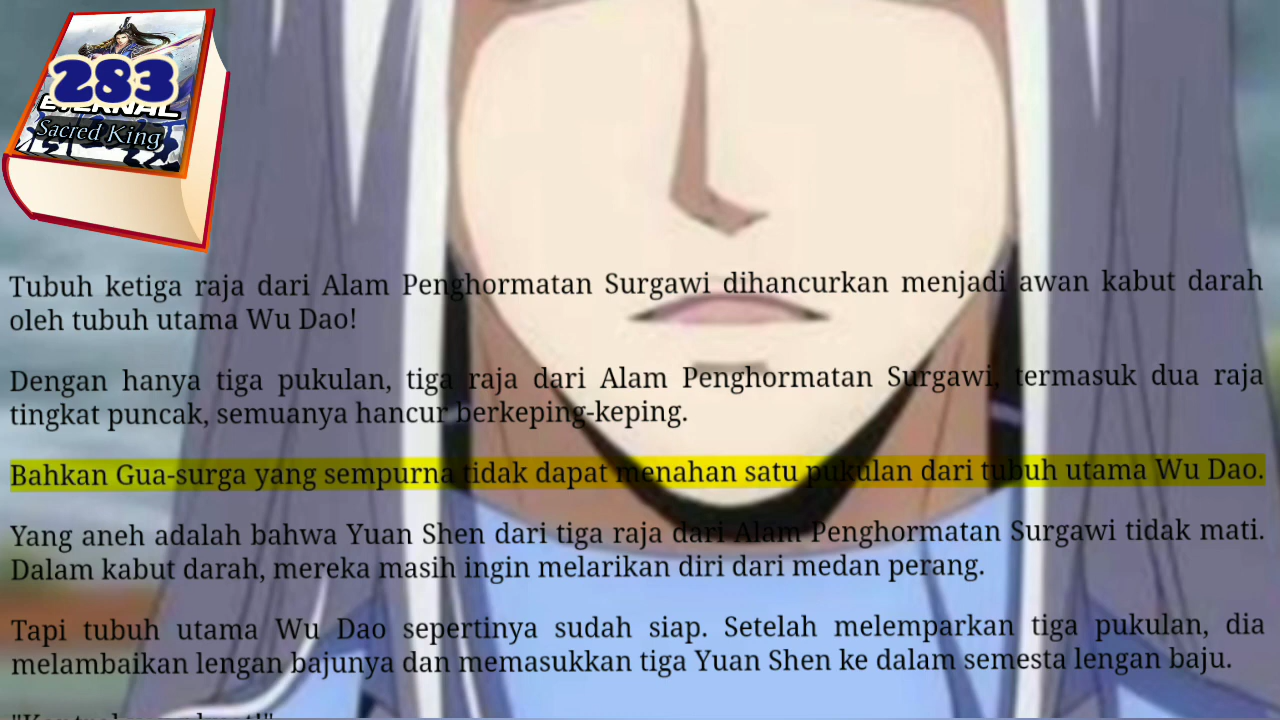 283
ETERNAL
Sacred King
Tubuh ketiga raja dari Alam Penghormatan Surgawi dihancurkan menjadi awan kabut darah
oleh tubuh utama Wu Dao!
Dengan hanya tiga pukulan, tiga raja dari Alam Penghormatan Surgawi, termasuk dua raja
tingkat puncak, semuanya hancur berkeping-keping.
Bahkan Gua-surga yang sempurna tidak dapat menahan satu pukulan dari tubuh utama Wu Dao.
Yang aneh adalah bahwa Yuan Shen dari tiga raja dari Alam Penghormatan Surgawi tidak mati.
Dalam kabut darah, mereka masih ingin melarikan diri dari medan perang.
Tapi tubuh utama Wu Dao sepertinya sudah siap. Setelah melemparkan tiga pukulan, dia
melambaikan lengan bajunya dan memasukkan tiga Yuan Shen ke dalam semesta lengan baju.